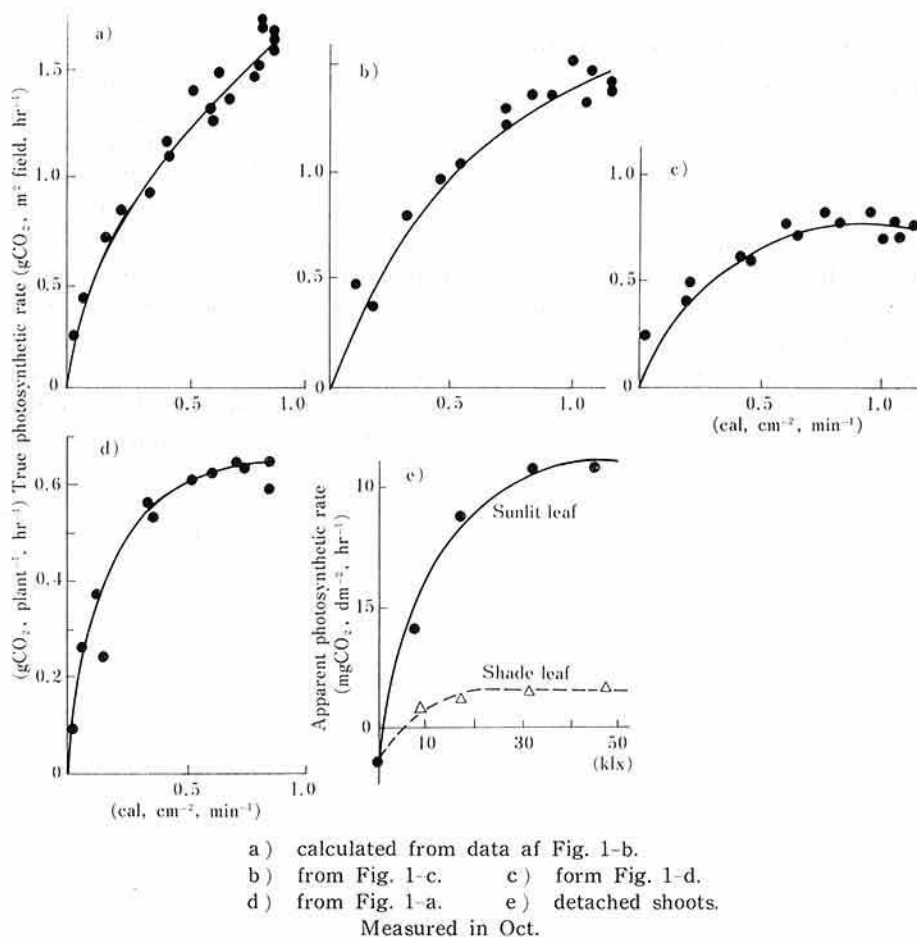 a)
b)
c)
1.5
1.0
0.5
0
0.5
1.0
1.0
0.5
0
0.5
1.0
1.0
0.5
0
0.5
1.0
(cal, cm⁻², min⁻¹)
(gCO₂, plant⁻¹, hr⁻¹) True photosynthetic rate (gCO₂, m² field, hr⁻¹)
d)
0.6
0.4
0.2
0
0.5
1.0
(cal, cm⁻², min⁻¹)
e)
Apparent photosynthetic rate
(mgCO₂, dm⁻², hr⁻¹)
10
15
0
Sunlit leaf
Shade leaf
10
30
50
(klx)
a) calculated from data af Fig. 1-b.
b) from Fig. 1-c. c) form Fig. 1-d.
d) from Fig. 1-a. e) detached shoots.
Measured in Oct.